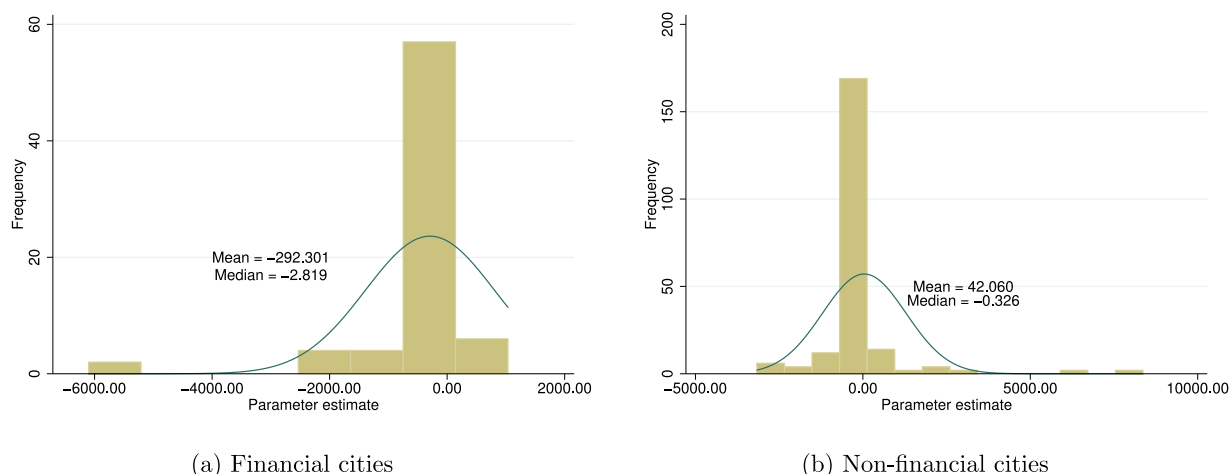 60
40
20
0
Frequency
Mean = −292.301
Median = −2.819
−6000.00 −4000.00 −2000.00 0.00 2000.00
Parameter estimate
(a) Financial cities
200
150
100
50
0
Frequency
Mean = 42.060
Median = −0.326
−5000.00 0.00 5000.00 10000.00
Parameter estimate
(b) Non-financial cities